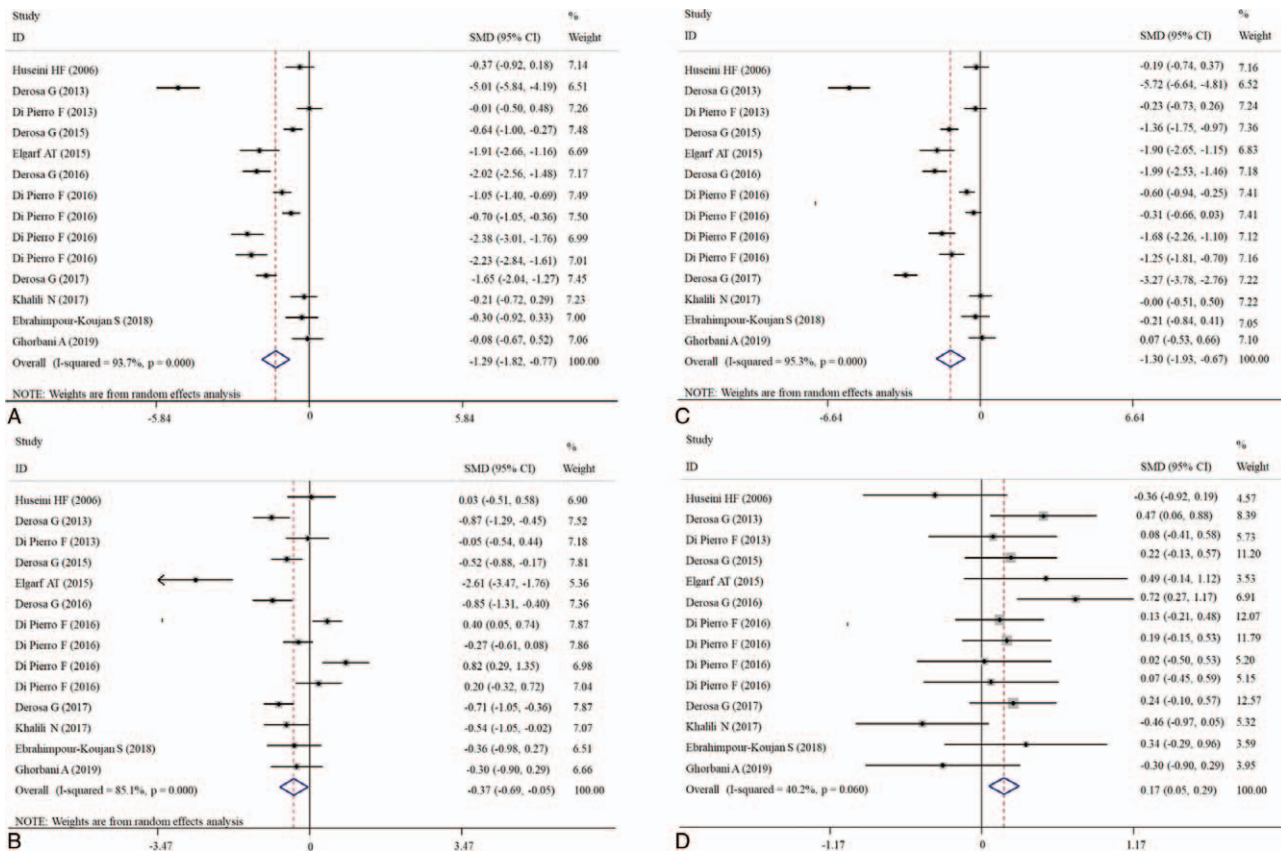 Study %
ID SMD (95% CI) Weight
Huseini HF (2006) -0.37 (-0.92, 0.18) 7.14
Derosa G (2013) -5.01 (-5.84, -4.19) 6.51
Di Pierro F (2013) -0.01 (-0.50, 0.48) 7.26
Derosa G (2015) -0.64 (-1.00, -0.27) 7.48
Elgarf AT (2015) -1.91 (-2.66, -1.16) 6.69
Derosa G (2016) -2.02 (-2.56, -1.48) 7.17
Di Pierro F (2016) -1.05 (-1.40, -0.69) 7.49
Di Pierro F (2016) -0.70 (-1.05, -0.36) 7.50
Di Pierro F (2016) -2.38 (-3.01, -1.76) 6.99
Di Pierro F (2016) -2.23 (-2.84, -1.61) 7.01
Derosa G (2017) -1.65 (-2.04, -1.27) 7.45
Khalili N (2017) -0.21 (-0.72, 0.29) 7.23
Ebrahimpour-Koujan S (2018) -0.30 (-0.92, 0.33) 7.00
Ghorbani A (2019) -0.08 (-0.67, 0.52) 7.06
Overall (I-squared = 93.7%, p = 0.000) -1.29 (-1.82, -0.77) 100.00
NOTE: Weights are from random effects analysis
A
-5.84 0 5.84
Study %
ID SMD (95% CI) Weight
Huseini HF (2006) 0.03 (-0.51, 0.58) 6.90
Derosa G (2013) -0.87 (-1.29, -0.45) 7.52
Di Pierro F (2013) -0.05 (-0.54, 0.44) 7.18
Derosa G (2015) -0.52 (-0.88, -0.17) 7.81
Elgarf AT (2015) -2.61 (-3.47, -1.76) 5.36
Derosa G (2016) -0.85 (-1.31, -0.40) 7.36
Di Pierro F (2016) 0.40 (0.05, 0.74) 7.87
Di Pierro F (2016) -0.27 (-0.61, 0.08) 7.86
Di Pierro F (2016) 0.82 (0.29, 1.35) 6.98
Di Pierro F (2016) 0.20 (-0.32, 0.72) 7.04
Derosa G (2017) -0.71 (-1.05, -0.36) 7.87
Khalili N (2017) -0.54 (-1.05, -0.02) 7.07
Ebrahimpour-Koujan S (2018) -0.36 (-0.98, 0.27) 6.51
Ghorbani A (2019) -0.30 (-0.90, 0.29) 6.66
Overall (I-squared = 85.1%, p = 0.000) -0.37 (-0.69, -0.05) 100.00
NOTE: Weights are from random effects analysis
B
-3.47 0 3.47
Study %
ID SMD (95% CI) Weight
Huseini HF (2006) -0.19 (-0.74, 0.37) 7.16
Derosa G (2013) -5.72 (-6.64, -4.81) 6.52
Di Pierro F (2013) -0.23 (-0.73, 0.26) 7.24
Derosa G (2015) -1.36 (-1.75, -0.97) 7.36
Elgarf AT (2015) -1.90 (-2.65, -1.15) 6.83
Derosa G (2016) -1.99 (-2.53, -1.46) 7.18
Di Pierro F (2016) -0.60 (-0.94, -0.25) 7.41
Di Pierro F (2016) -0.31 (-0.66, 0.03) 7.41
Di Pierro F (2016) -1.68 (-2.26, -1.10) 7.12
Di Pierro F (2016) -1.25 (-1.81, -0.70) 7.16
Derosa G (2017) -3.27 (-3.78, -2.76) 7.22
Khalili N (2017) -0.00 (-0.51, 0.50) 7.22
Ebrahimpour-Koujan S (2018) -0.21 (-0.84, 0.41) 7.05
Ghorbani A (2019) 0.07 (-0.53, 0.66) 7.10
Overall (I-squared = 95.3%, p = 0.000) -1.30 (-1.93, -0.67) 100.00
NOTE: Weights are from random effects analysis
C
-6.64 0 6.64
Study %
ID SMD (95% CI) Weight
Huseini HF (2006) -0.36 (-0.92, 0.19) 4.57
Derosa G (2013) 0.47 (0.06, 0.88) 8.39
Di Pierro F (2013) 0.08 (-0.41, 0.58) 5.73
Derosa G (2015) 0.22 (-0.13, 0.57) 11.20
Elgarf AT (2015) 0.49 (-0.14, 1.12) 3.53
Derosa G (2016) 0.72 (0.27, 1.17) 6.91
Di Pierro F (2016) 0.13 (-0.21, 0.48) 12.07
Di Pierro F (2016) 0.19 (-0.15, 0.53) 11.79
Di Pierro F (2016) 0.02 (-0.50, 0.53) 5.20
Di Pierro F (2016) 0.07 (-0.45, 0.59) 5.15
Derosa G (2017) 0.24 (-0.10, 0.57) 12.57
Khalili N (2017) -0.46 (-0.97, 0.05) 5.32
Ebrahimpour-Koujan S (2018) 0.34 (-0.29, 0.96) 3.59
Ghorbani A (2019) -0.30 (-0.90, 0.29) 3.95
Overall (I-squared = 40.2%, p = 0.060) 0.17 (0.05, 0.29) 100.00
D
-1.17 0 1.17